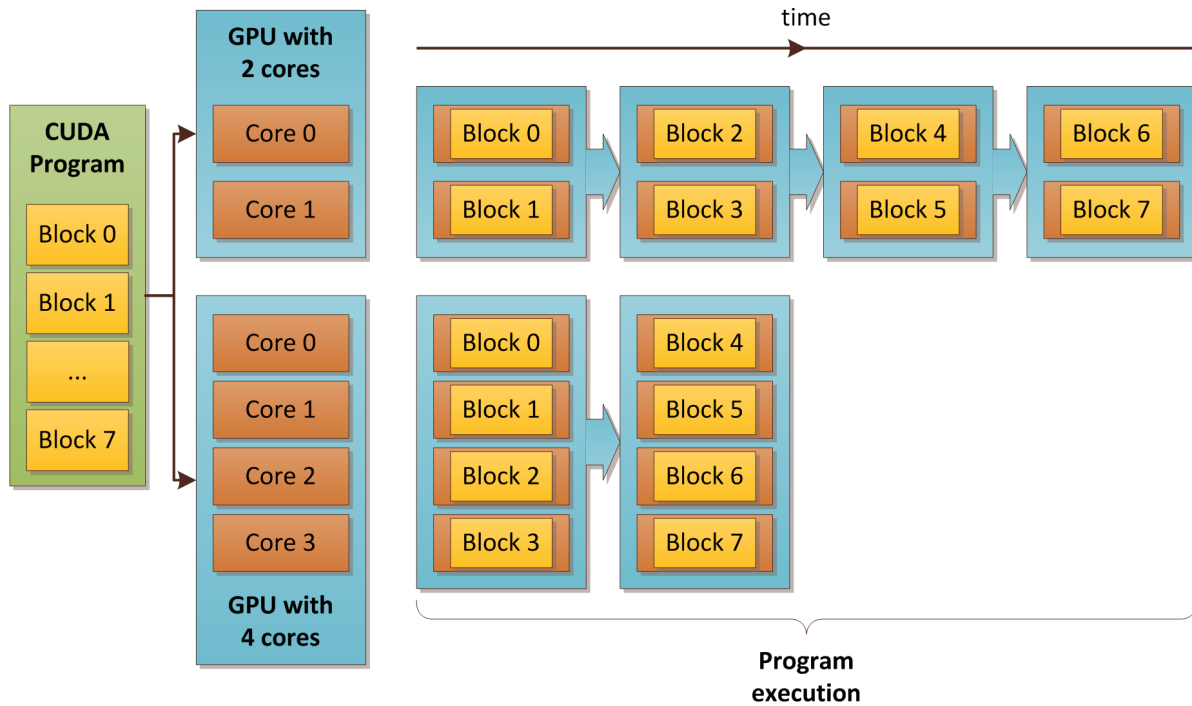 time
GPU with
2 cores
Core 0
Core 1
CUDA
Program
Block 0
Block 1
...
Block 7
Block 0
Block 2
Block 4
Block 6
Block 1
Block 3
Block 5
Block 7
Core 0
Core 1
Core 2
Core 3
GPU with
4 cores
Block 0
Block 4
Block 1
Block 5
Block 2
Block 6
Block 3
Block 7
Program
execution